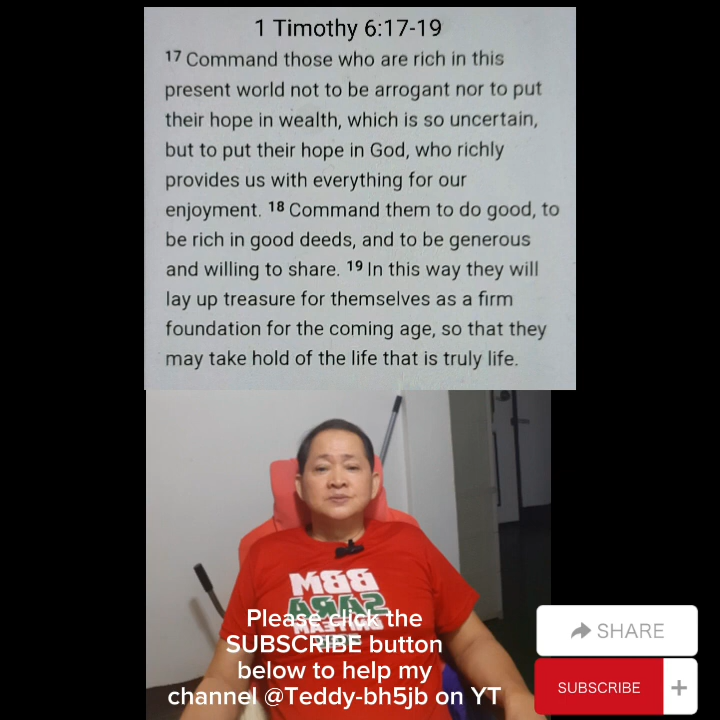 1 Timothy 6:17-19
17 Command those who are rich in this
present world not to be arrogant nor to put
their hope in wealth, which is so uncertain,
but to put their hope in God, who richly
provides us with everything for our
enjoyment. 18 Command them to do good, to
be rich in good deeds, and to be generous
and willing to share. 19 In this way they will
lay up treasure for themselves as a firm
foundation for the coming age, so that they
may take hold of the life that is truly life.
BBM
SARA
Please click the
SUBSCRIBE button
below to help my
channel @Teddy-bh5jb on YT
SHARE
SUBSCRIBE +